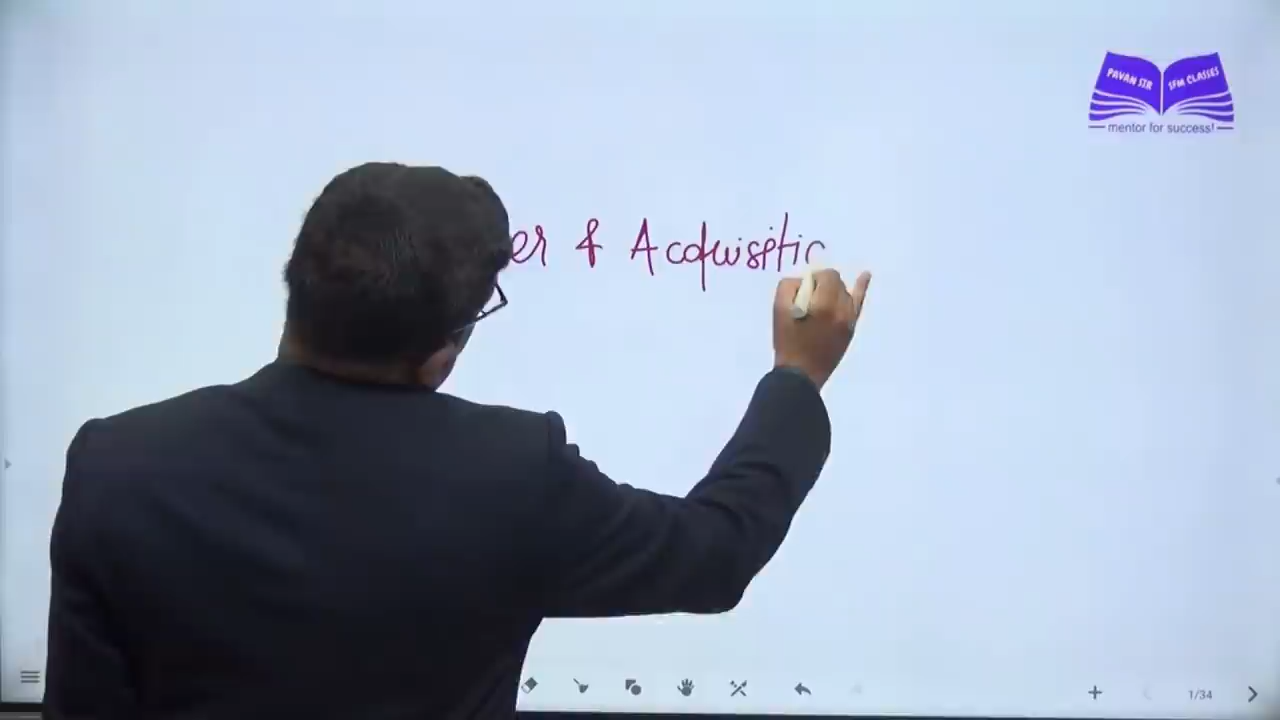 PAVAN SIR SFM CLASSES
mentor for success!
er & Acquisitio
1/34